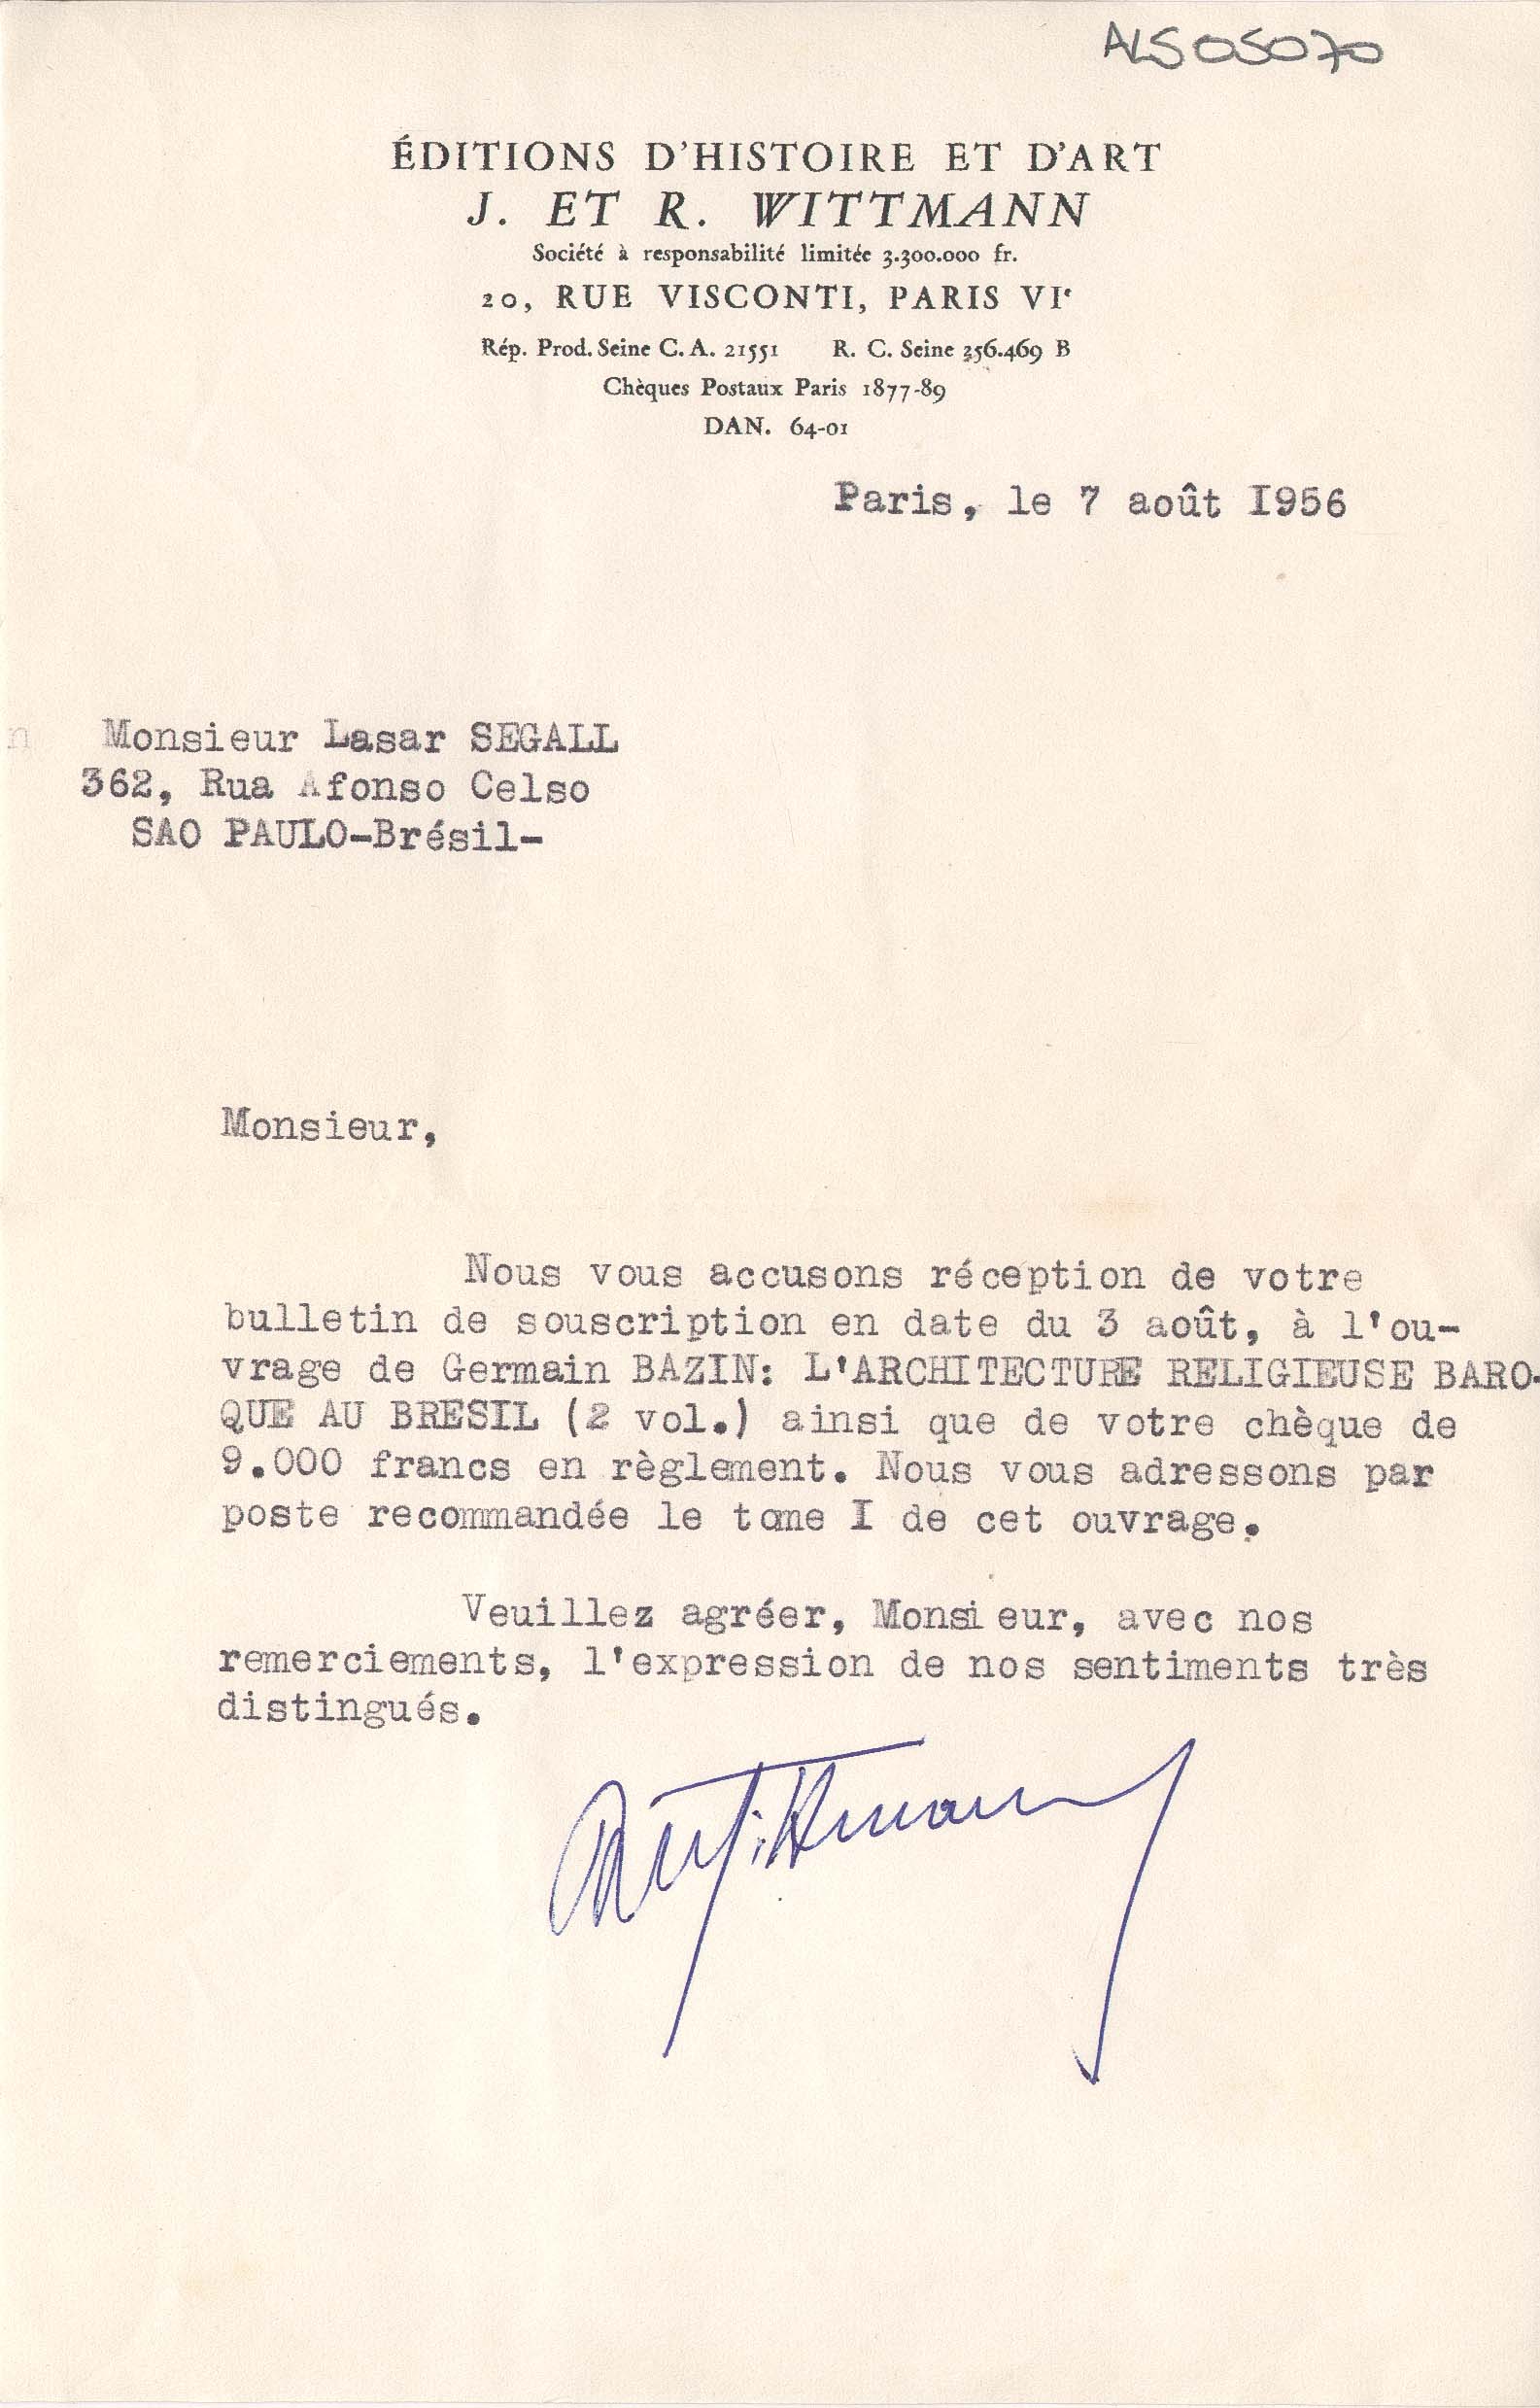 ALS05070
ÉDITIONS D'HISTOIRE ET D'ART
J. ET R. WITTMANN
Société à responsabilité limitée 3.300.000 fr.
20, RUE VISCONTI, PARIS VIe
Rép. Prod. Seine C. A. 21551 R. C. Seine 356.469 B
Chèques Postaux Paris 1877-89
DAN. 64-01
Paris, le 7 août I956
n Monsieur Lasar SEGALL
362, Rua Afonso Celso
SAO PAULO-Brésil-
Monsieur,
Nous vous accusons réception de votre
bulletin de souscription en date du 3 août, à l'ou-
vrage de Germain BAZIN: L'ARCHITECTURE RELIGIEUSE BARO-
QUE AU BRESIL (2 vol.) ainsi que de votre chèque de
9.000 francs en règlement. Nous vous adressons par
poste recommandée le tome I de cet ouvrage.
Veuillez agréer, Monsieur, avec nos
remerciements, l'expression de nos sentiments très
distingués.
RWittmann